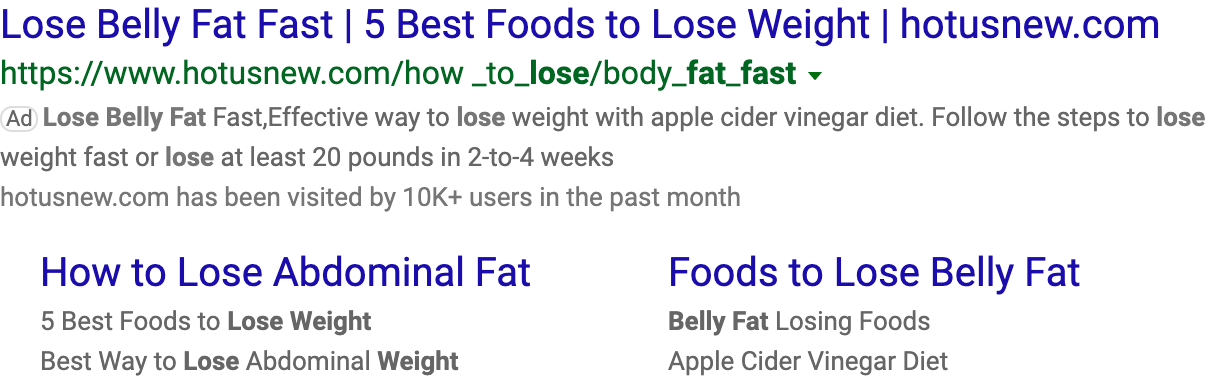 Lose Belly Fat Fast | 5 Best Foods to Lose Weight | hotusnew.com
https://www.hotusnew.com/how _to_lose/body_fat_fast
Ad Lose Belly Fat Fast,Effective way to lose weight with apple cider vinegar diet. Follow the steps to lose
weight fast or lose at least 20 pounds in 2-to-4 weeks
hotusnew.com has been visited by 10K+ users in the past month
How to Lose Abdominal Fat
5 Best Foods to Lose Weight
Best Way to Lose Abdominal Weight
Foods to Lose Belly Fat
Belly Fat Losing Foods
Apple Cider Vinegar Diet